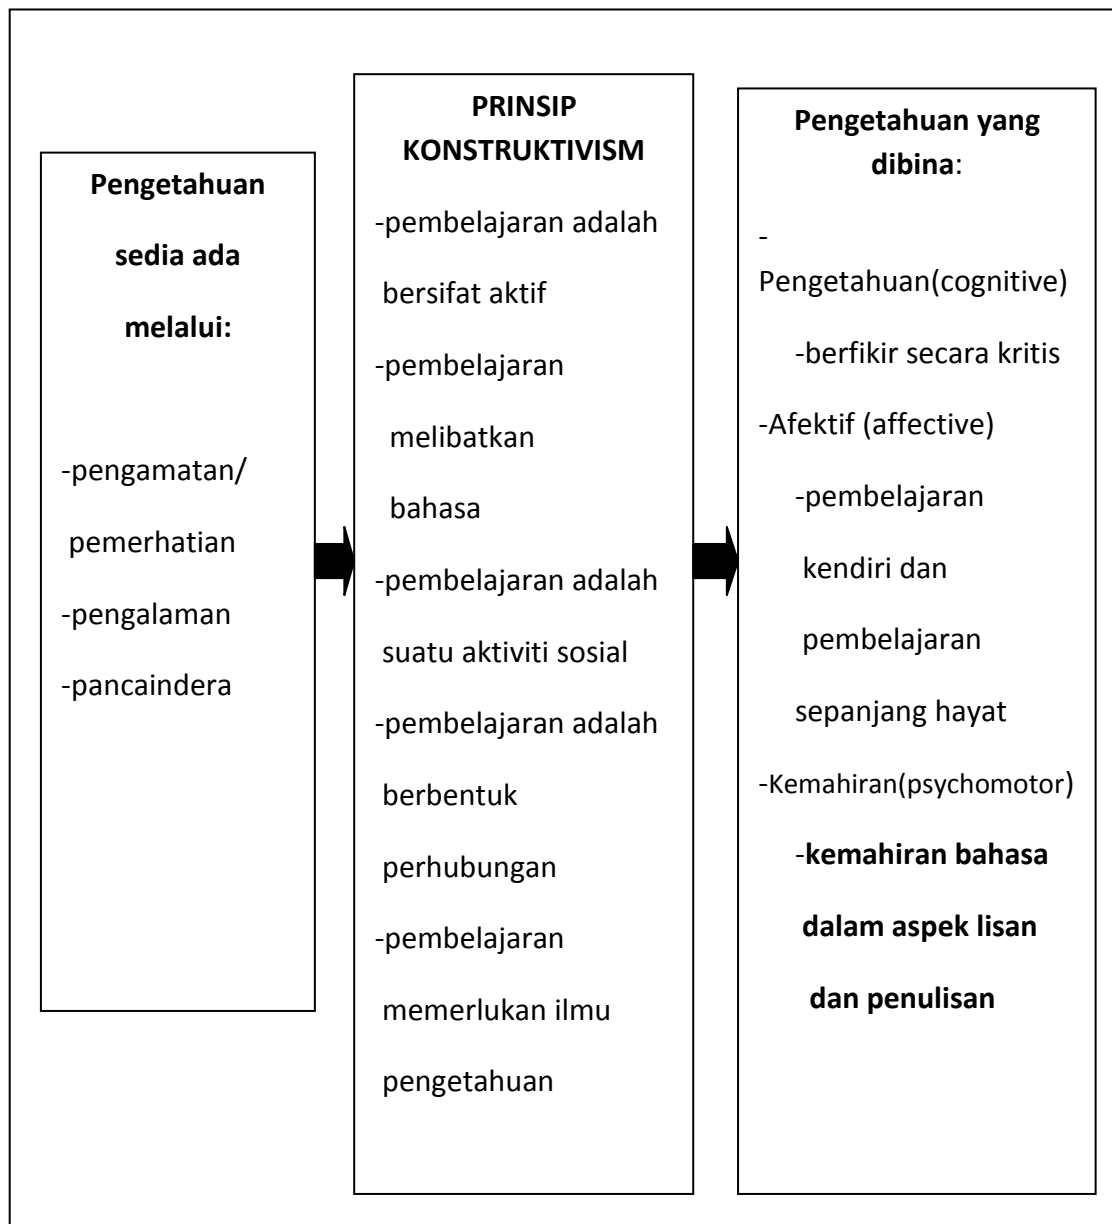 Pengetahuan
sedia ada
melalui:
-pengamatan/
pemerhatian
-pengalaman
-pancaindera
PRINSIP
KONSTRUKTIVISM
-pembelajaran adalah
bersifat aktif
-pembelajaran
melibatkan
bahasa
-pembelajaran adalah
suatu aktiviti sosial
-pembelajaran adalah
berbentuk
perhubungan
-pembelajaran
memerlukan ilmu
pengetahuan
Pengetahuan yang
dibina:
-
Pengetahuan(cognitive)
-berfikir secara kritis
-Afektif (affective)
-pembelajaran
kendiri dan
pembelajaran
sepanjang hayat
-Kemahiran(psychomotor)
-kemahiran bahasa
dalam aspek lisan
dan penulisan